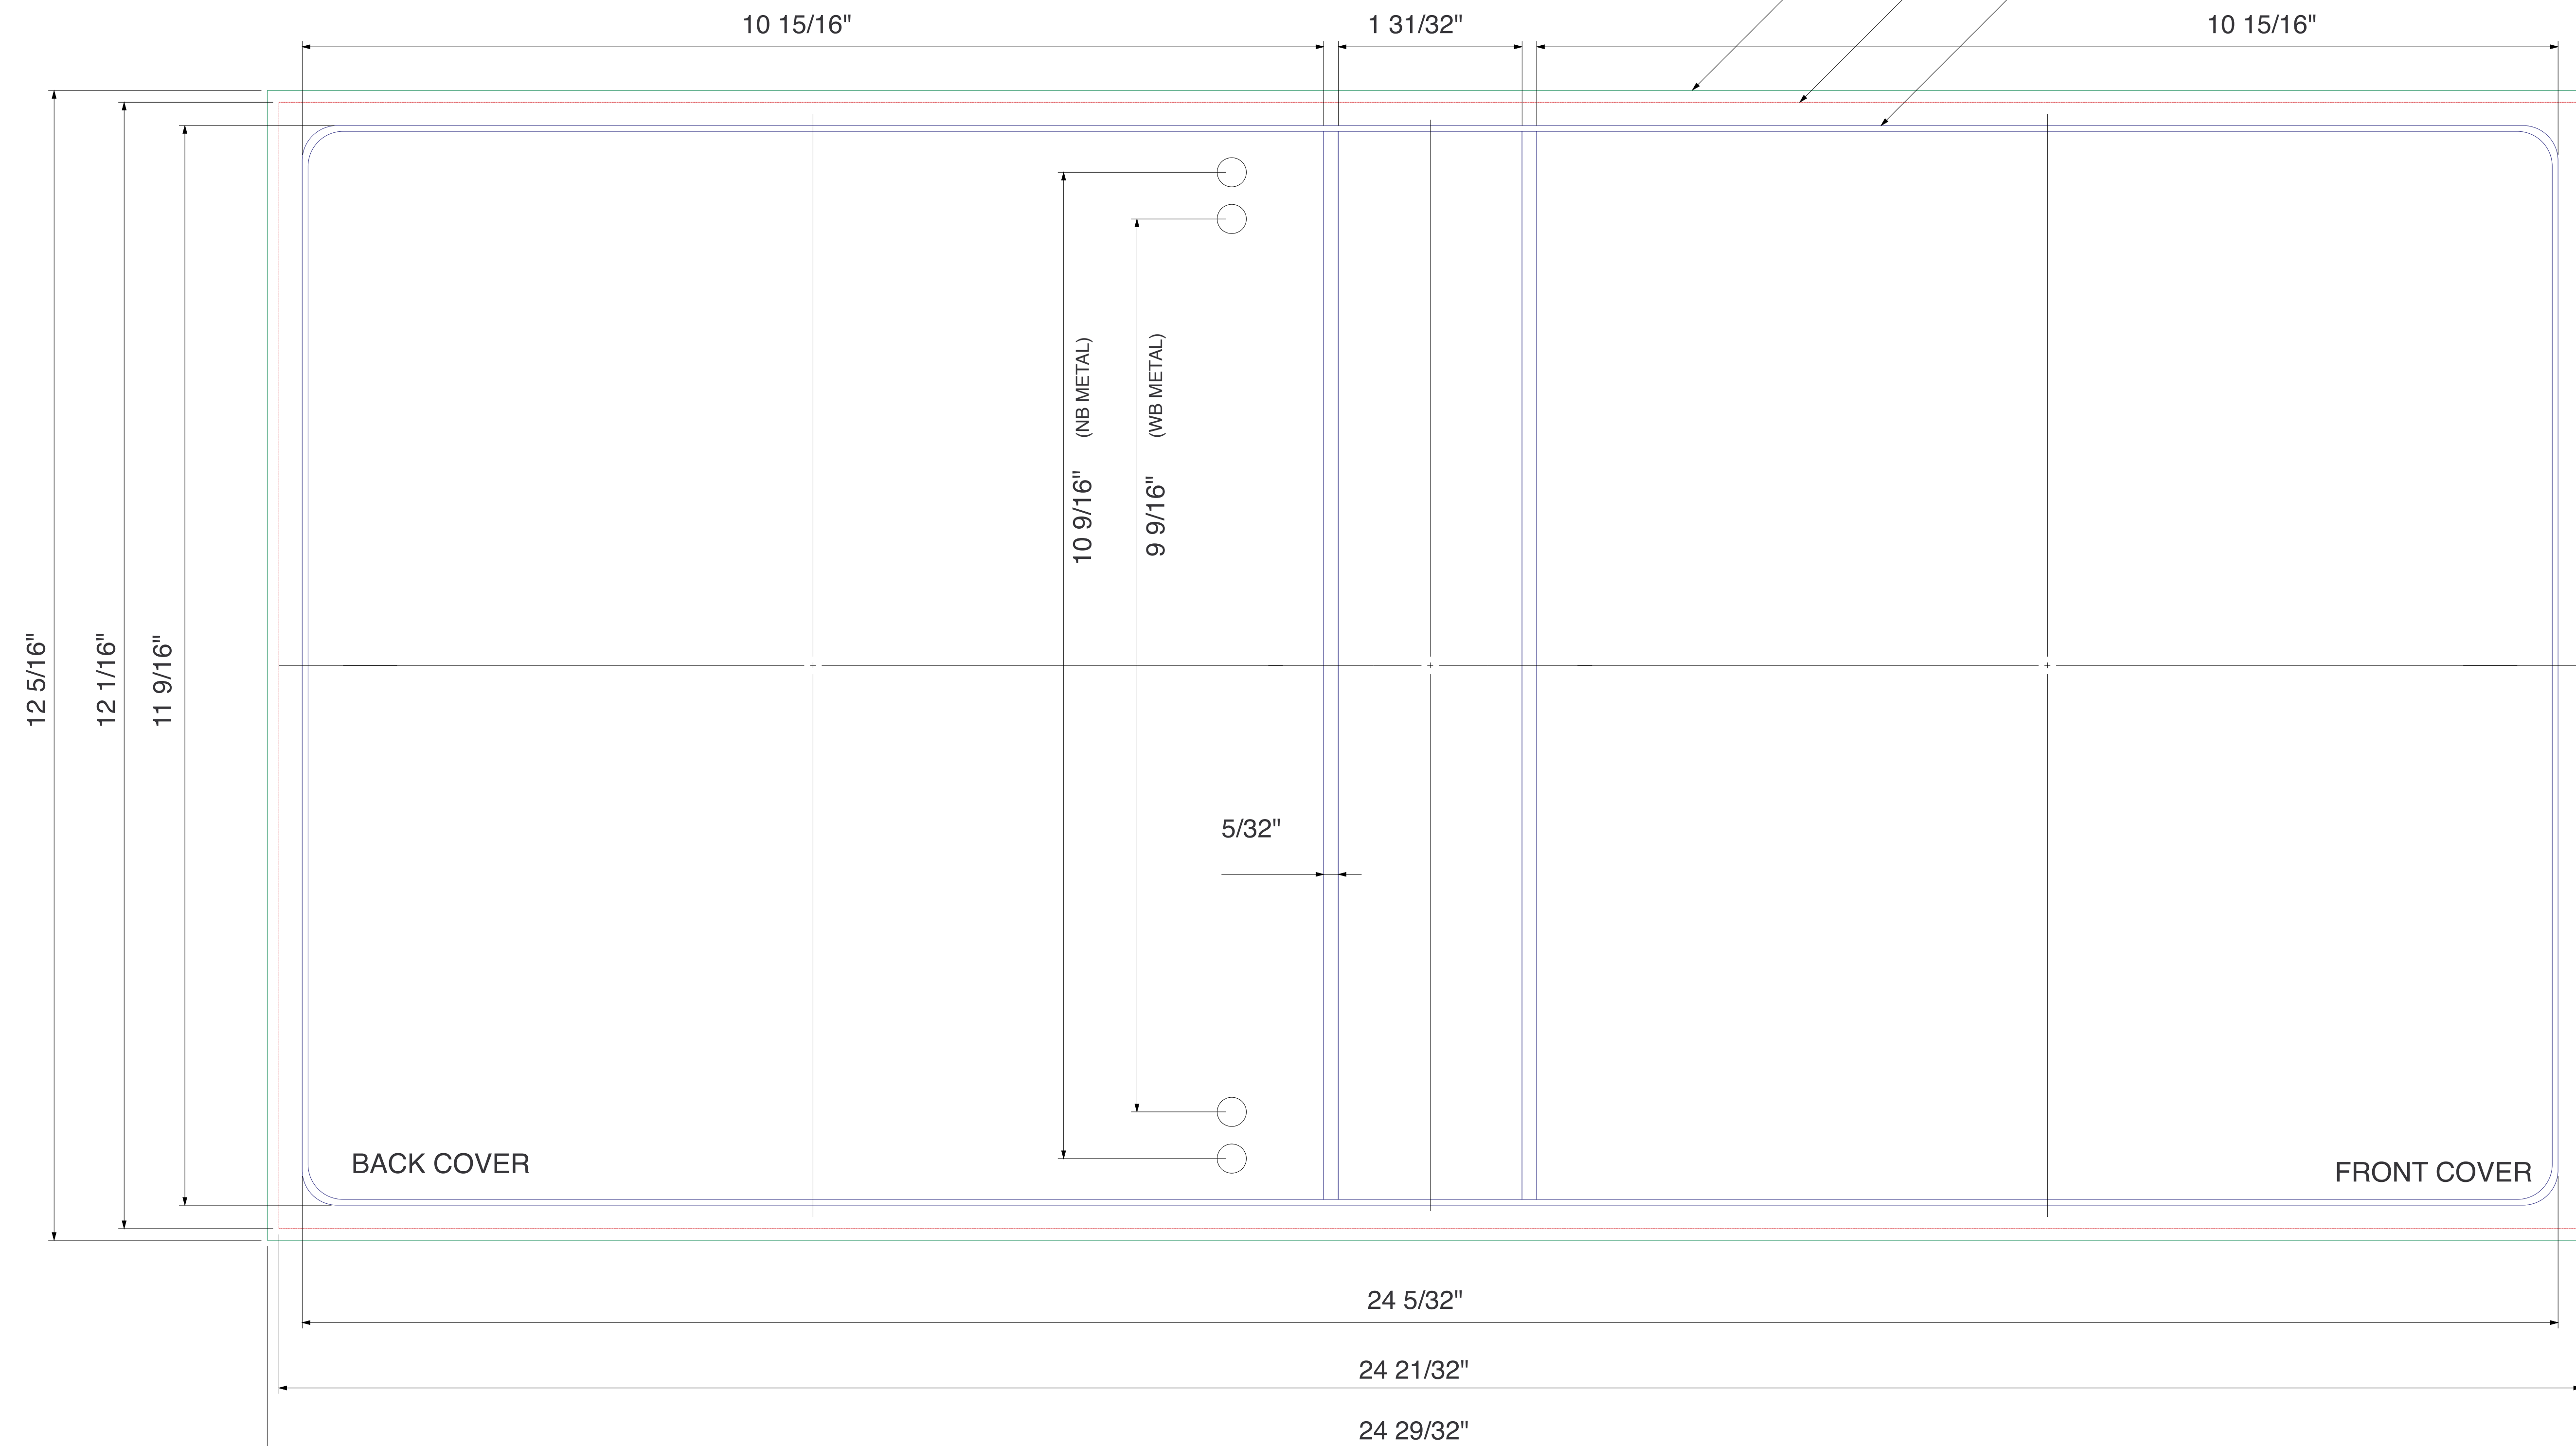 10 15/16"
1 31/32"
10 15/16"
12 5/16"
12 1/16"
11 9/16"
10 9/16" (NB METAL)
9 9/16" (WB METAL)
5/32"
BACK COVER
FRONT COVER
24 5/32"
24 21/32"
24 29/32"